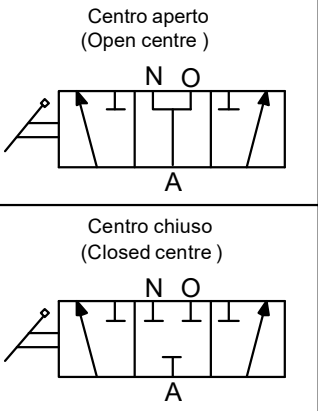 Centro aperto
(Open centre )
N O
A
Centro chiuso
(Closed centre )
N O
A